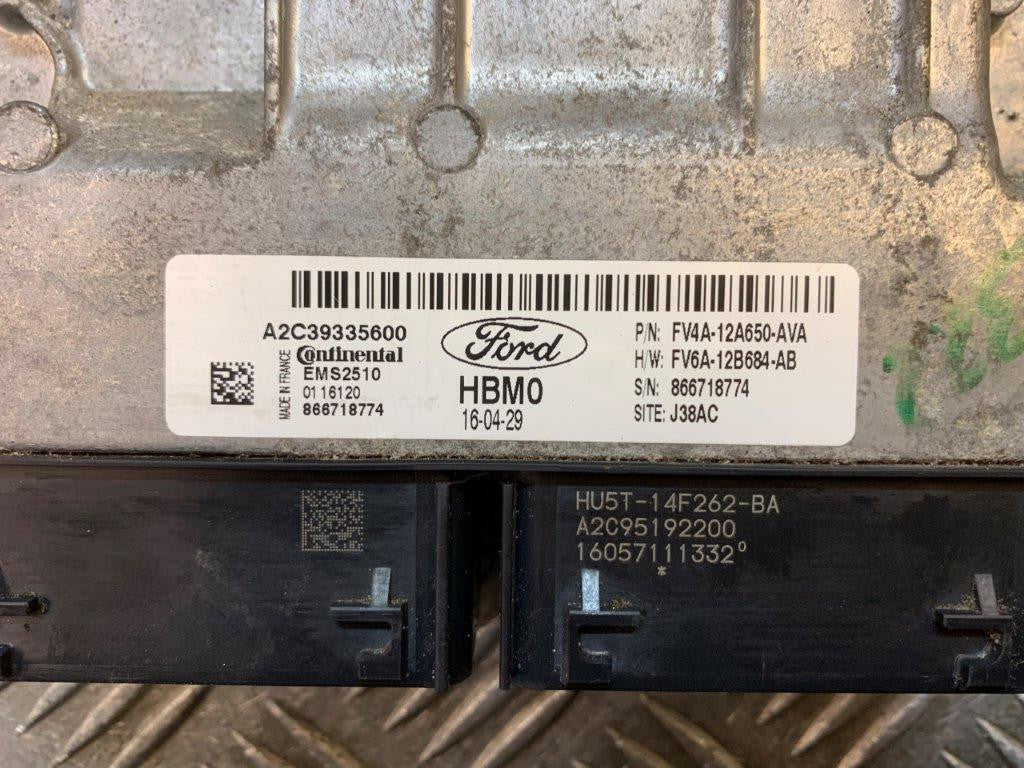 A2C39335600
Continental
EMS2510
01 16120
866718774
MADE IN FRANCE
Ford
HBM0
16-04-29
P/N: FV4A-12A650-AVA
H/W: FV6A-12B684-AB
S/N: 866718774
SITE: J38AC
HU5T-14F262-BA
A2C95192200
16057111332⁰
*